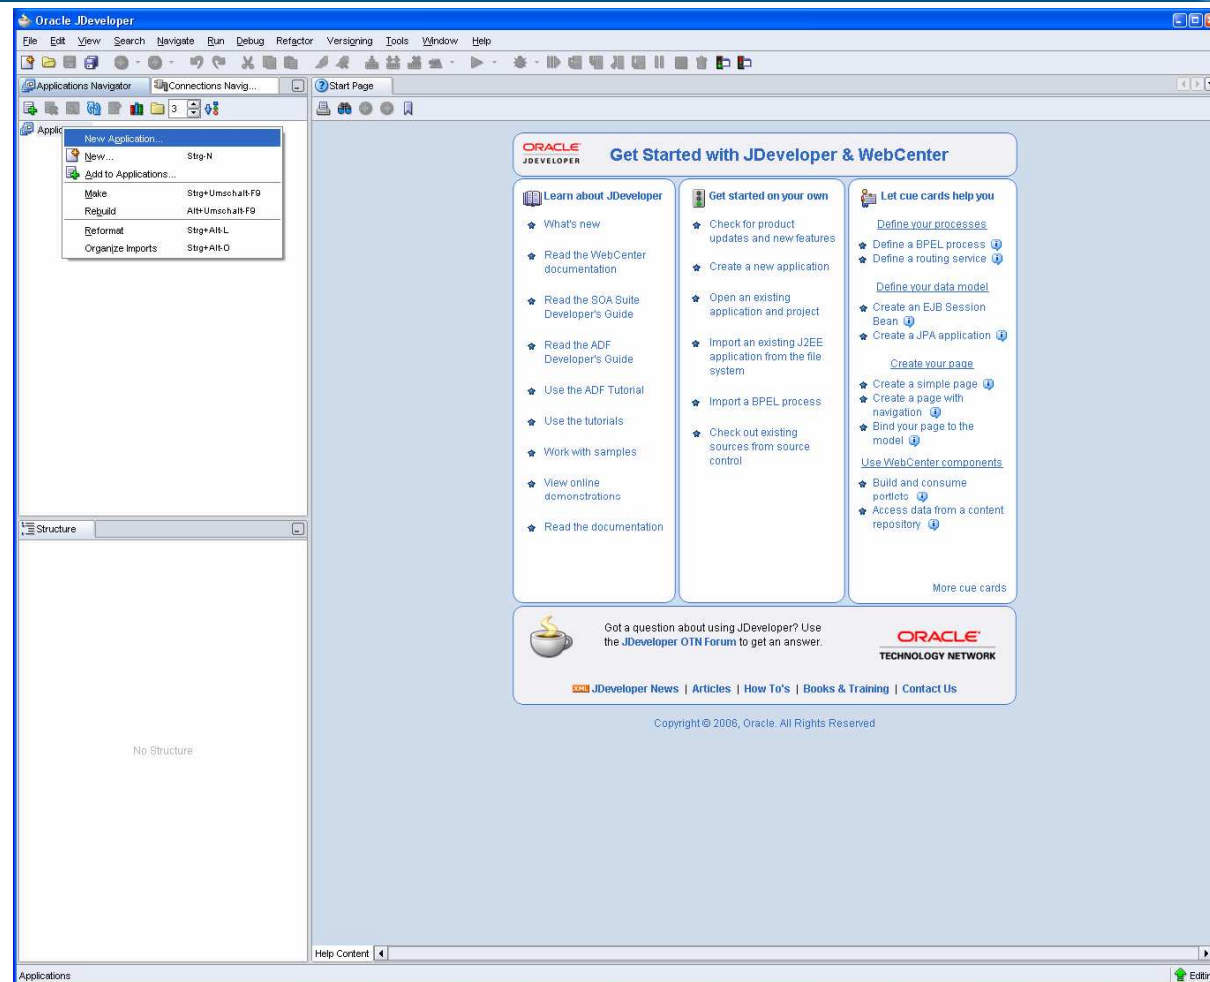 Oracle JDeveloper
File Edit View Search Navigate Run Debug Refactor Versigning Tools Window Help
Applications Navigator
Connections Navig...
Start Page
3
New Application...
New... Strg-N
Add to Applications...
Make Strg+Umschalt-F9
Rebuild Alt+Umschalt-F9
Reformat Strg+Alt-L
Organize Imports Strg+Alt-O
ORACLE
JDEVELOPER
Get Started with JDeveloper & WebCenter
Learn about JDeveloper
What's new
Read the WebCenter
documentation
Read the SOA Suite
Developer's Guide
Read the ADF
Developer's Guide
Use the ADF Tutorial
Use the tutorials
Work with samples
View online
demonstrations
Read the documentation
Get started on your own
Check for product
updates and new features
Create a new application
Open an existing
application and project
Import an existing J2EE
application from the file
system
Import a BPEL process
Check out existing
sources from source
control
Let cue cards help you
Define your processes
Define a BPEL process
Define a routing service
Define your data model
Create an EJB Session
Bean
Create a JPA application
Create your page
Create a simple page
Create a page with
navigation
Bind your page to the
model
Use WebCenter components
Build and consume
portlets
Access data from a content
repository
More cue cards
Got a question about using JDeveloper? Use
the JDeveloper OTN Forum to get an answer.
ORACLE
TECHNOLOGY NETWORK
XML JDeveloper News | Articles | How To's | Books & Training | Contact Us
Copyright © 2006, Oracle. All Rights Reserved
Structure
No Structure
Help Content
Applications